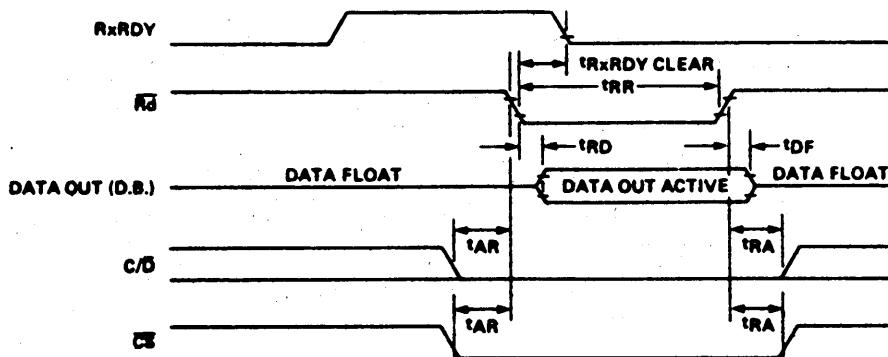 RxRDY
tRxRDY CLEAR
tRR
Rd
tRD
tDF
DATA OUT (D.B.)
DATA FLOAT
DATA OUT ACTIVE
DATA FLOAT
tAR
tRA
C/D
tAR
tRA
CS